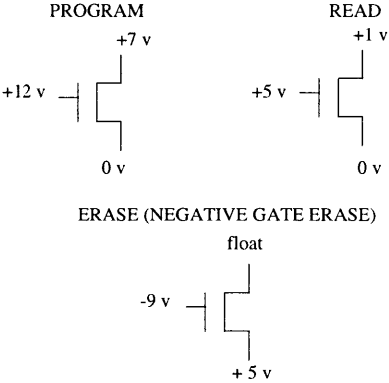 PROGRAM
+7 v
+12 v
0 v
READ
+1 v
+5 v
0 v
ERASE (NEGATIVE GATE ERASE)
float
-9 v
+ 5 v